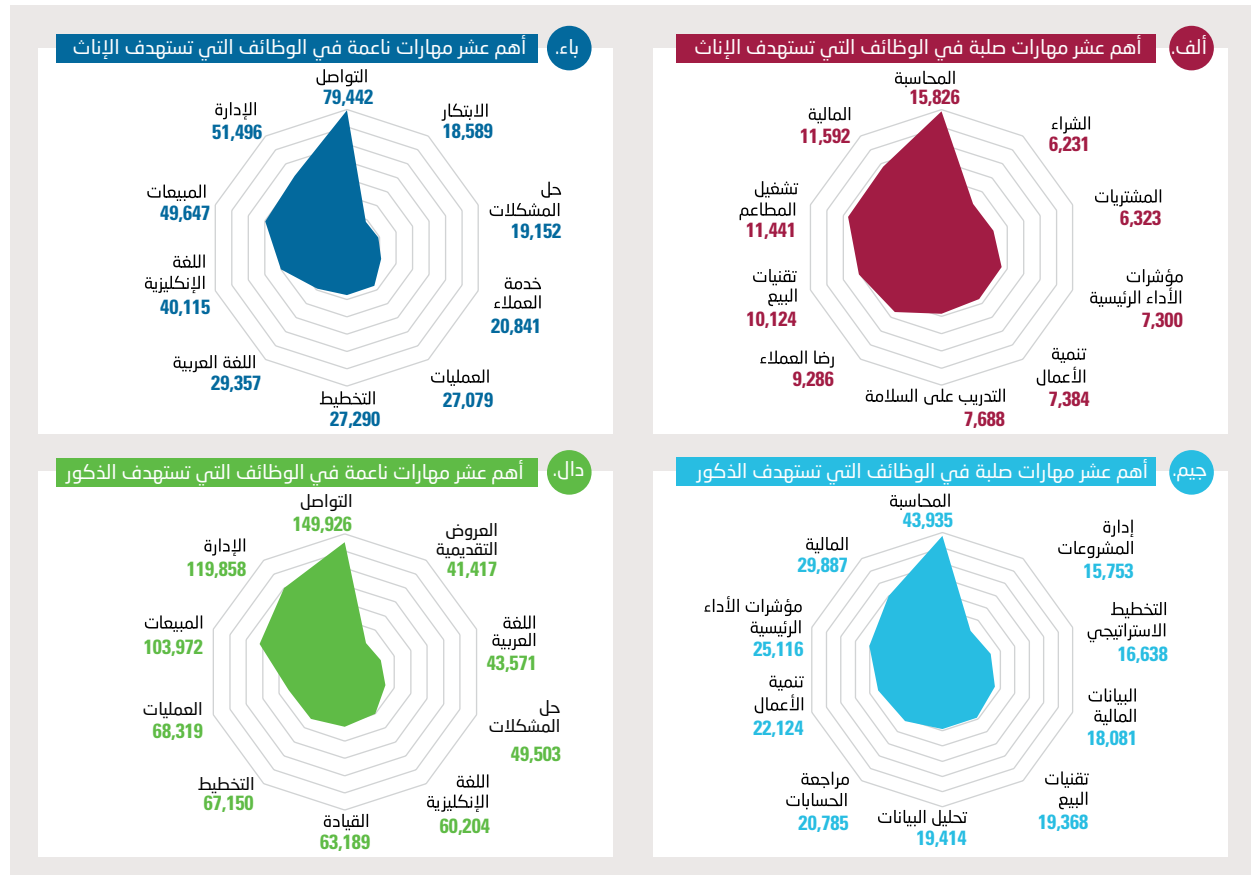 ألف.
أهم عشر مهارات صلبة في الوظائف التي تستهدف الإناث
المحاسبة
15,826
الشراء
6,231
المشتريات
6,323
مؤشرات
الأداء الرئيسية
7,300
تنمية
الأعمال
7,384
التدريب على السلامة
7,688
رضا العملاء
9,286
تقنيات
البيع
10,124
تشغيل
المطاعم
11,441
المالية
11,592
باء.
أهم عشر مهارات ناعمة في الوظائف التي تستهدف الإناث
التواصل
79,442
الابتكار
18,589
حل
المشكلات
19,152
خدمة
العملاء
20,841
العمليات
27,079
التخطيط
27,290
اللغة العربية
29,357
اللغة
الإنكليزية
40,115
المبيعات
49,647
الإدارة
51,496
جيم.
أهم عشر مهارات صلبة في الوظائف التي تستهدف الذكور
المحاسبة
43,935
إدارة
المشروعات
15,753
التخطيط
الاستراتيجي
16,638
البيانات
المالية
18,081
تقنيات
البيع
19,368
تحليل البيانات
19,414
مراجعة
الحسابات
20,785
تنمية
الأعمال
22,124
مؤشرات الأداء
الرئيسية
25,116
المالية
29,887
دال.
أهم عشر مهارات ناعمة في الوظائف التي تستهدف الذكور
التواصل
149,926
العروض
التقديمية
41,417
اللغة
العربية
43,571
حل
المشكلات
49,503
اللغة
الإنكليزية
60,204
القيادة
63,189
التخطيط
67,150
العمليات
68,319
المبيعات
103,972
الإدارة
119,858